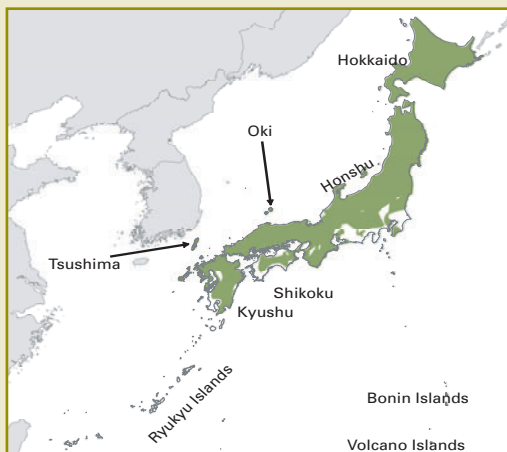 Hokkaido
Oki
Honshu
Tsushima
Shikoku
Kyushu
Ryukyu Islands
Bonin Islands
Volcano Islands